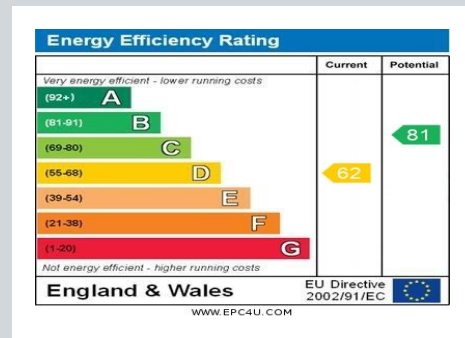 Energy Efficiency Rating
Current Potential
Very energy efficient - lower running costs
(92+) A
(81-91) B
81
(69-80) C
(55-68) D
62
(39-54) E
(21-38) F
(1-20) G
Not energy efficient - higher running costs
England & Wales
EU Directive
2002/91/EC
WWW.EPC4U.COM